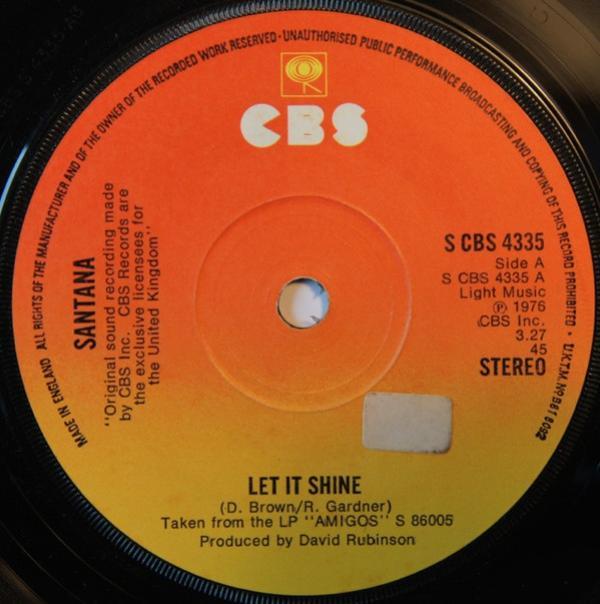 ALL RIGHTS OF THE MANUFACTURER AND OF THE OWNER OF THE RECORDED WORK RESERVED · UNAUTHORISED PUBLIC PERFORMANCE BROADCASTING AND COPYING OF THIS RECORD PROHIBITED ·
MADE IN ENGLAND
CBS
SANTANA
"Original sound recording made
by CBS Inc. CBS Records are
the exclusive licensees for
the United Kingdom"
S CBS 4335
Side A
S CBS 4335 A
Light Music
℗ 1976
CBS Inc.
3.27
45
STEREO
LET IT SHINE
(D. Brown/R. Gardner)
Taken from the LP "AMIGOS" S 86005
Produced by David Rubinson